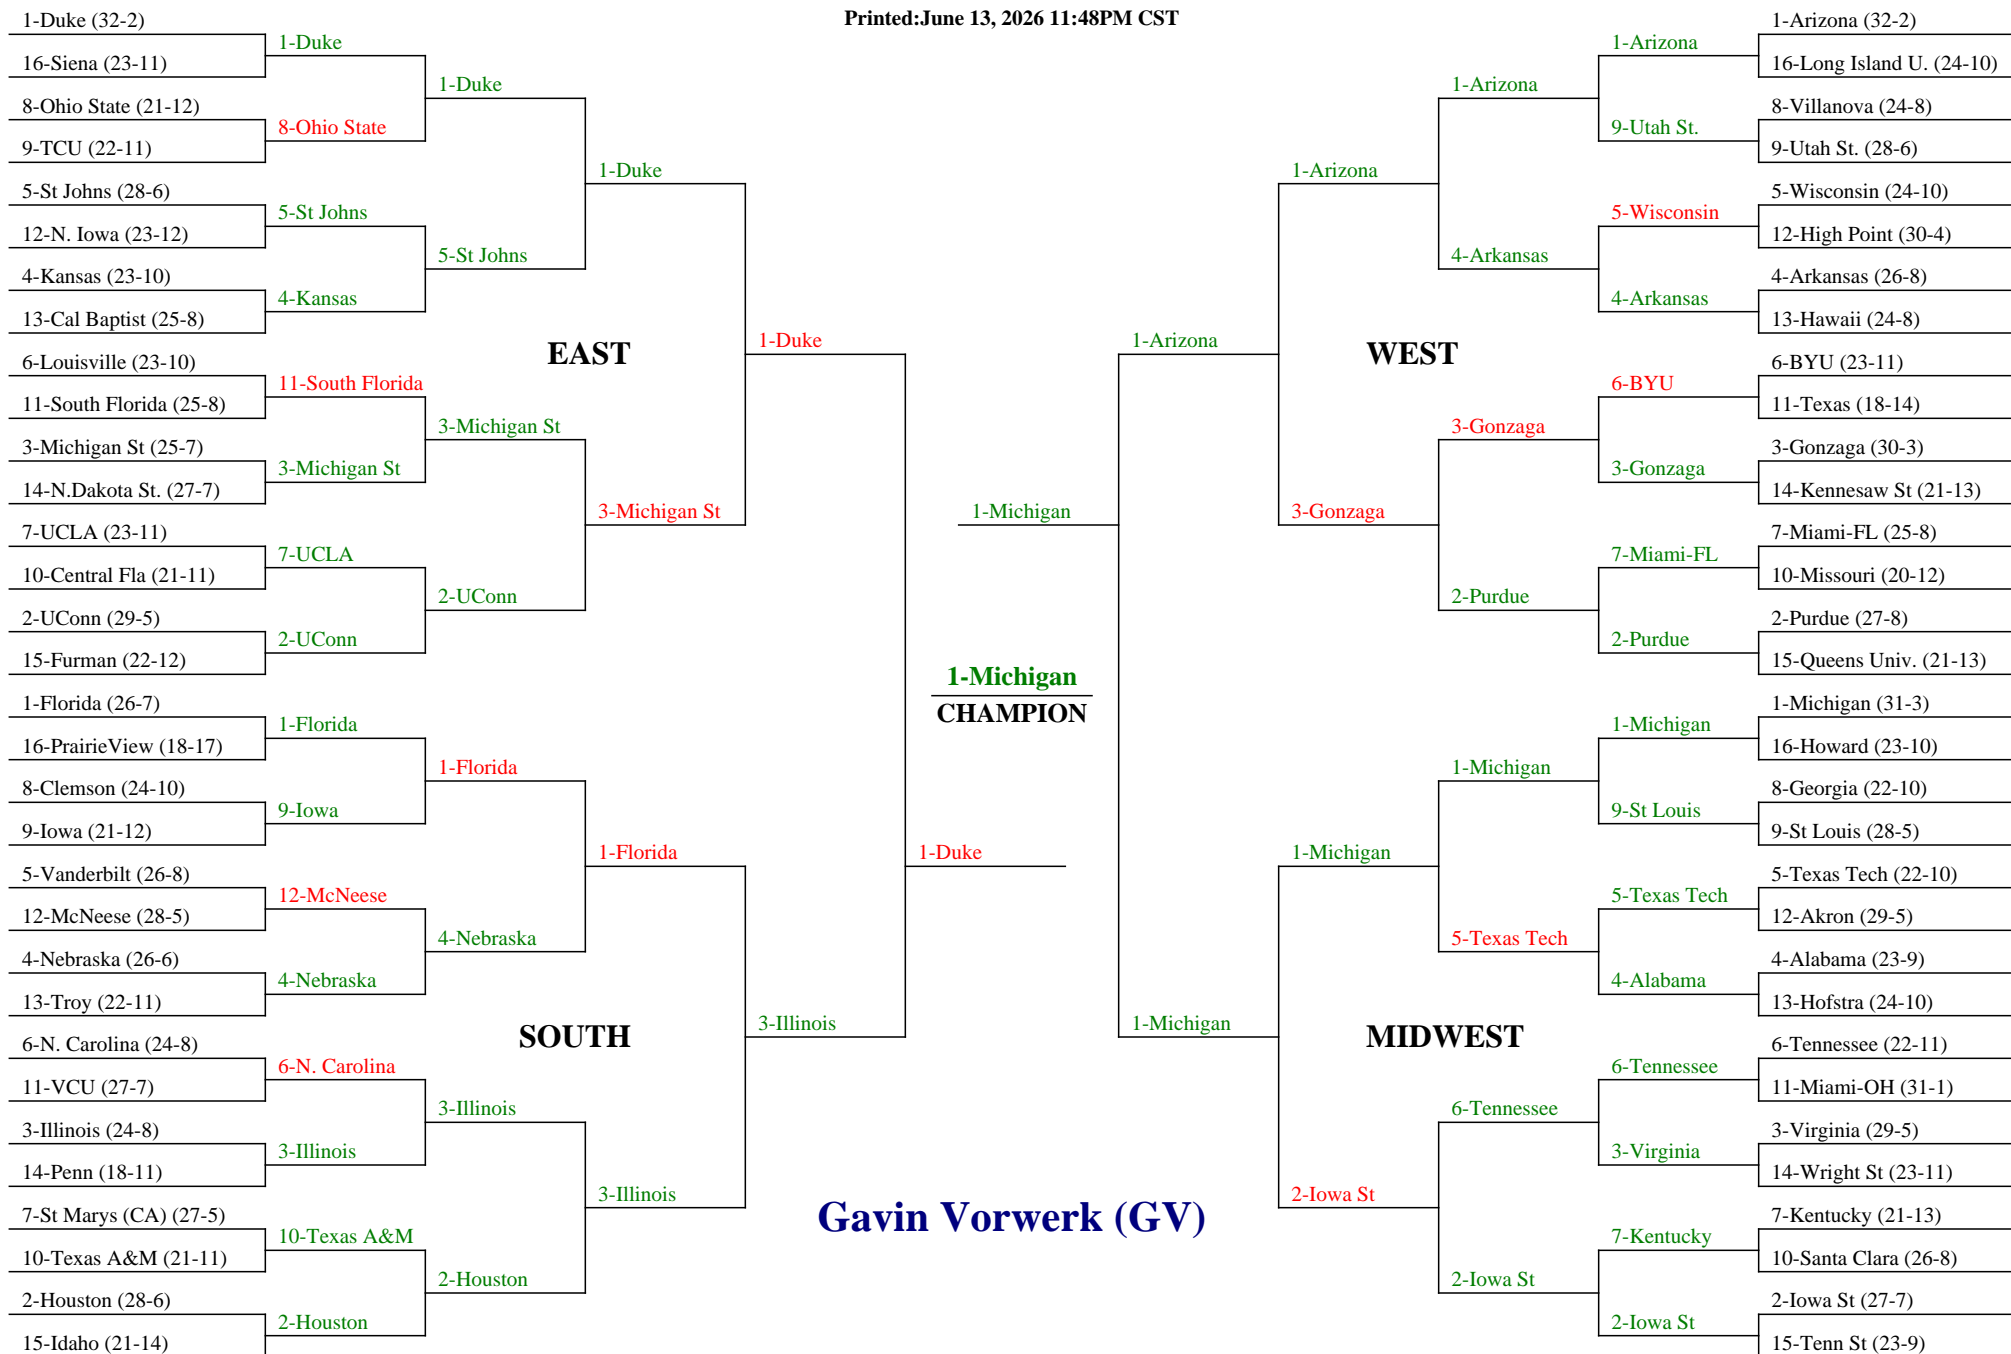 Printed:June 13, 2026 11:48PM CST
1-Duke (32-2)
16-Siena (23-11)
8-Ohio State (21-12)
9-TCU (22-11)
5-St Johns (28-6)
12-N. Iowa (23-12)
4-Kansas (23-10)
13-Cal Baptist (25-8)
6-Louisville (23-10)
11-South Florida (25-8)
3-Michigan St (25-7)
14-N.Dakota St. (27-7)
7-UCLA (23-11)
10-Central Fla (21-11)
2-UConn (29-5)
15-Furman (22-12)
1-Florida (26-7)
16-PrairieView (18-17)
8-Clemson (24-10)
9-Iowa (21-12)
5-Vanderbilt (26-8)
12-McNeese (28-5)
4-Nebraska (26-6)
13-Troy (22-11)
6-N. Carolina (24-8)
11-VCU (27-7)
3-Illinois (24-8)
14-Penn (18-11)
7-St Marys (CA) (27-5)
10-Texas A&M (21-11)
2-Houston (28-6)
15-Idaho (21-14)
1-Duke
8-Ohio State
5-St Johns
4-Kansas
11-South Florida
3-Michigan St
7-UCLA
2-UConn
1-Florida
9-Iowa
12-McNeese
4-Nebraska
6-N. Carolina
3-Illinois
10-Texas A&M
2-Houston
1-Duke
5-St Johns
3-Michigan St
2-UConn
1-Florida
4-Nebraska
3-Illinois
2-Houston
1-Duke
EAST
3-Michigan St
1-Florida
SOUTH
3-Illinois
1-Duke
3-Illinois
1-Duke
1-Michigan
1-Michigan
CHAMPION
Gavin Vorwerk (GV)
1-Arizona
1-Michigan
1-Arizona
WEST
3-Gonzaga
1-Michigan
MIDWEST
2-Iowa St
1-Arizona
4-Arkansas
3-Gonzaga
2-Purdue
1-Michigan
5-Texas Tech
6-Tennessee
2-Iowa St
1-Arizona
9-Utah St.
5-Wisconsin
4-Arkansas
6-BYU
3-Gonzaga
7-Miami-FL
2-Purdue
1-Michigan
9-St Louis
5-Texas Tech
4-Alabama
6-Tennessee
3-Virginia
7-Kentucky
2-Iowa St
1-Arizona (32-2)
16-Long Island U. (24-10)
8-Villanova (24-8)
9-Utah St. (28-6)
5-Wisconsin (24-10)
12-High Point (30-4)
4-Arkansas (26-8)
13-Hawaii (24-8)
6-BYU (23-11)
11-Texas (18-14)
3-Gonzaga (30-3)
14-Kennesaw St (21-13)
7-Miami-FL (25-8)
10-Missouri (20-12)
2-Purdue (27-8)
15-Queens Univ. (21-13)
1-Michigan (31-3)
16-Howard (23-10)
8-Georgia (22-10)
9-St Louis (28-5)
5-Texas Tech (22-10)
12-Akron (29-5)
4-Alabama (23-9)
13-Hofstra (24-10)
6-Tennessee (22-11)
11-Miami-OH (31-1)
3-Virginia (29-5)
14-Wright St (23-11)
7-Kentucky (21-13)
10-Santa Clara (26-8)
2-Iowa St (27-7)
15-Tenn St (23-9)